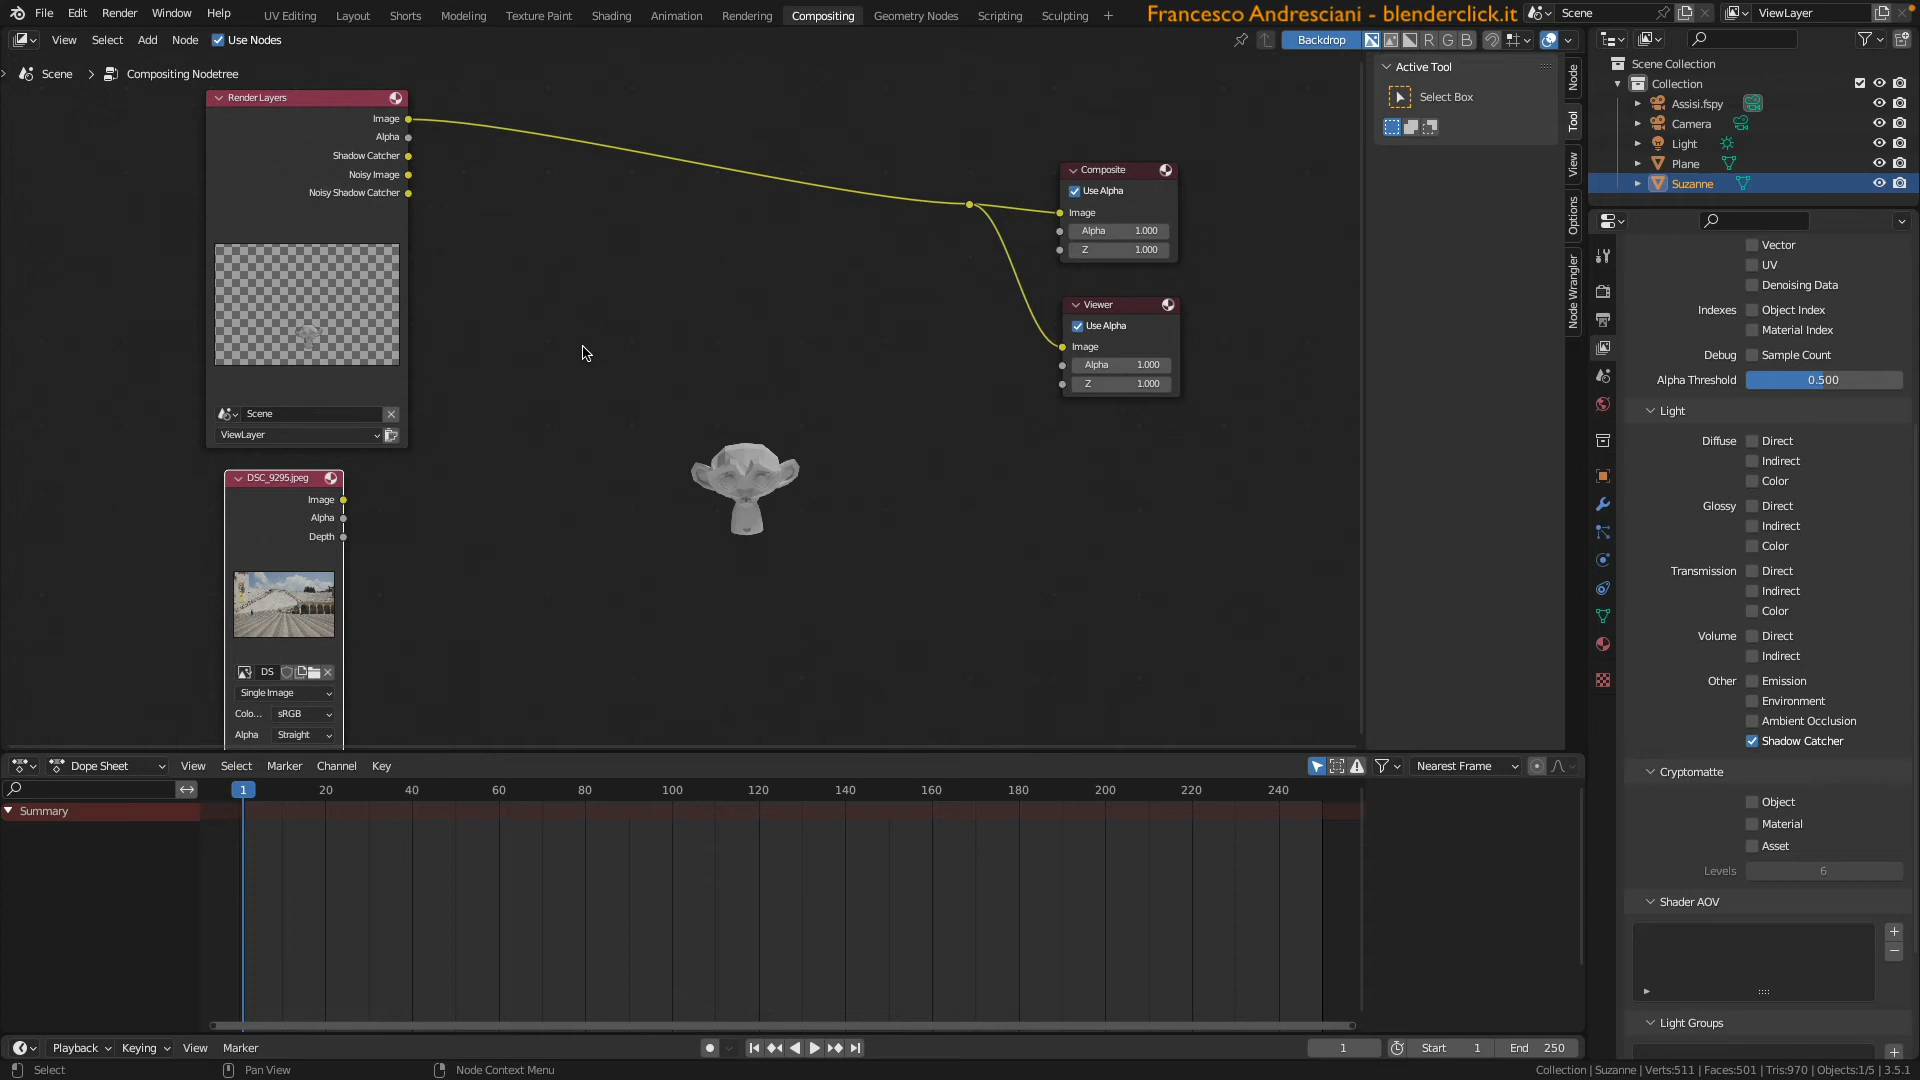 File Edit Render Window Help UV Editing Layout Shorts Modeling Texture Paint Shading Animation Rendering Compositing Geometry Nodes Scripting Sculpting + Francesco Andresciani - blenderclick.it Scene ViewLayer
View Select Add Node Use Nodes Backdrop R G B
Scene > Compositing Nodetree
Render Layers
Image
Alpha
Shadow Catcher
Noisy Image
Noisy Shadow Catcher
Scene
ViewLayer
DSC_9295.jpeg
Image
Alpha
Depth
DS
Single Image
Colo... sRGB
Alpha Straight
Composite
Use Alpha
Image
Alpha 1.000
Z 1.000
Viewer
Use Alpha
Image
Alpha 1.000
Z 1.000
Active Tool
Select Box
Node
Tool
View
Options
Node Wrangler
Scene Collection
Collection
Assisi.fspy
Camera
Light
Plane
Suzanne
Vector
UV
Denoising Data
Indexes Object Index
Material Index
Debug Sample Count
Alpha Threshold 0.500
Light
Diffuse Direct
Indirect
Color
Glossy Direct
Indirect
Color
Transmission Direct
Indirect
Color
Volume Direct
Indirect
Other Emission
Environment
Ambient Occlusion
Shadow Catcher
Cryptomatte
Object
Material
Asset
Levels 6
Shader AOV
Light Groups
Dope Sheet View Select Marker Channel Key Nearest Frame
1 20 40 60 80 100 120 140 160 180 200 220 240
Summary
Playback Keying View Marker 1 Start 1 End 250
Select Pan View Node Context Menu Collection | Suzanne | Verts:511 | Faces:501 | Tris:970 | Objects:1/5 | 3.5.1